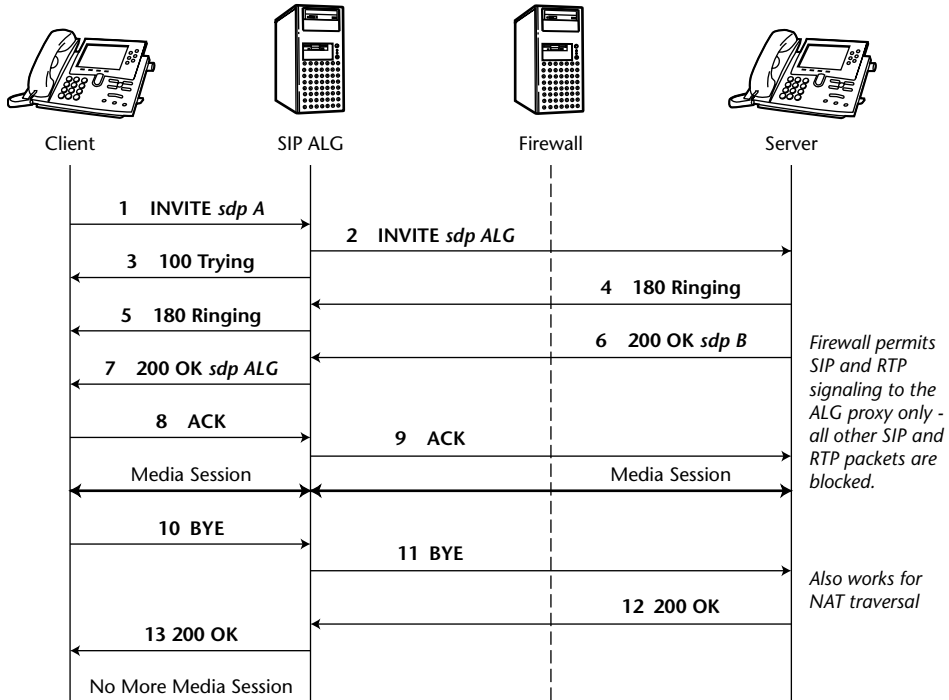 Client
SIP ALG
Firewall
Server
1 INVITE sdp A
2 INVITE sdp ALG
3 100 Trying
4 180 Ringing
5 180 Ringing
6 200 OK sdp B
7 200 OK sdp ALG
8 ACK
9 ACK
Media Session
Media Session
10 BYE
11 BYE
12 200 OK
13 200 OK
No More Media Session
Firewall permits
SIP and RTP
signaling to the
ALG proxy only -
all other SIP and
RTP packets are
blocked.
Also works for
NAT traversal